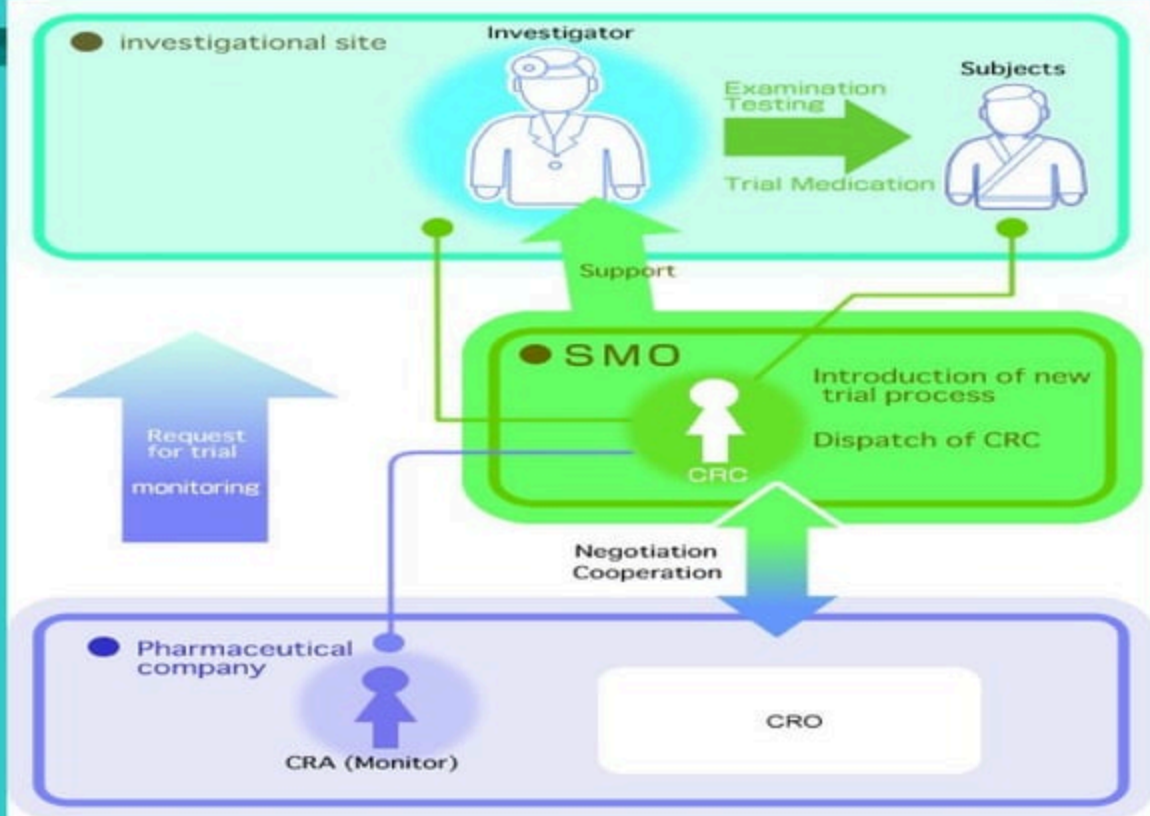 investigational site
Investigator
Subjects
Examination
Testing
Trial Medication
Support
SMO
Introduction of new
trial process
Dispatch of CRC
CRC
Request
for trial
monitoring
Negotiation
Cooperation
Pharmaceutical
company
CRA (Monitor)
CRO